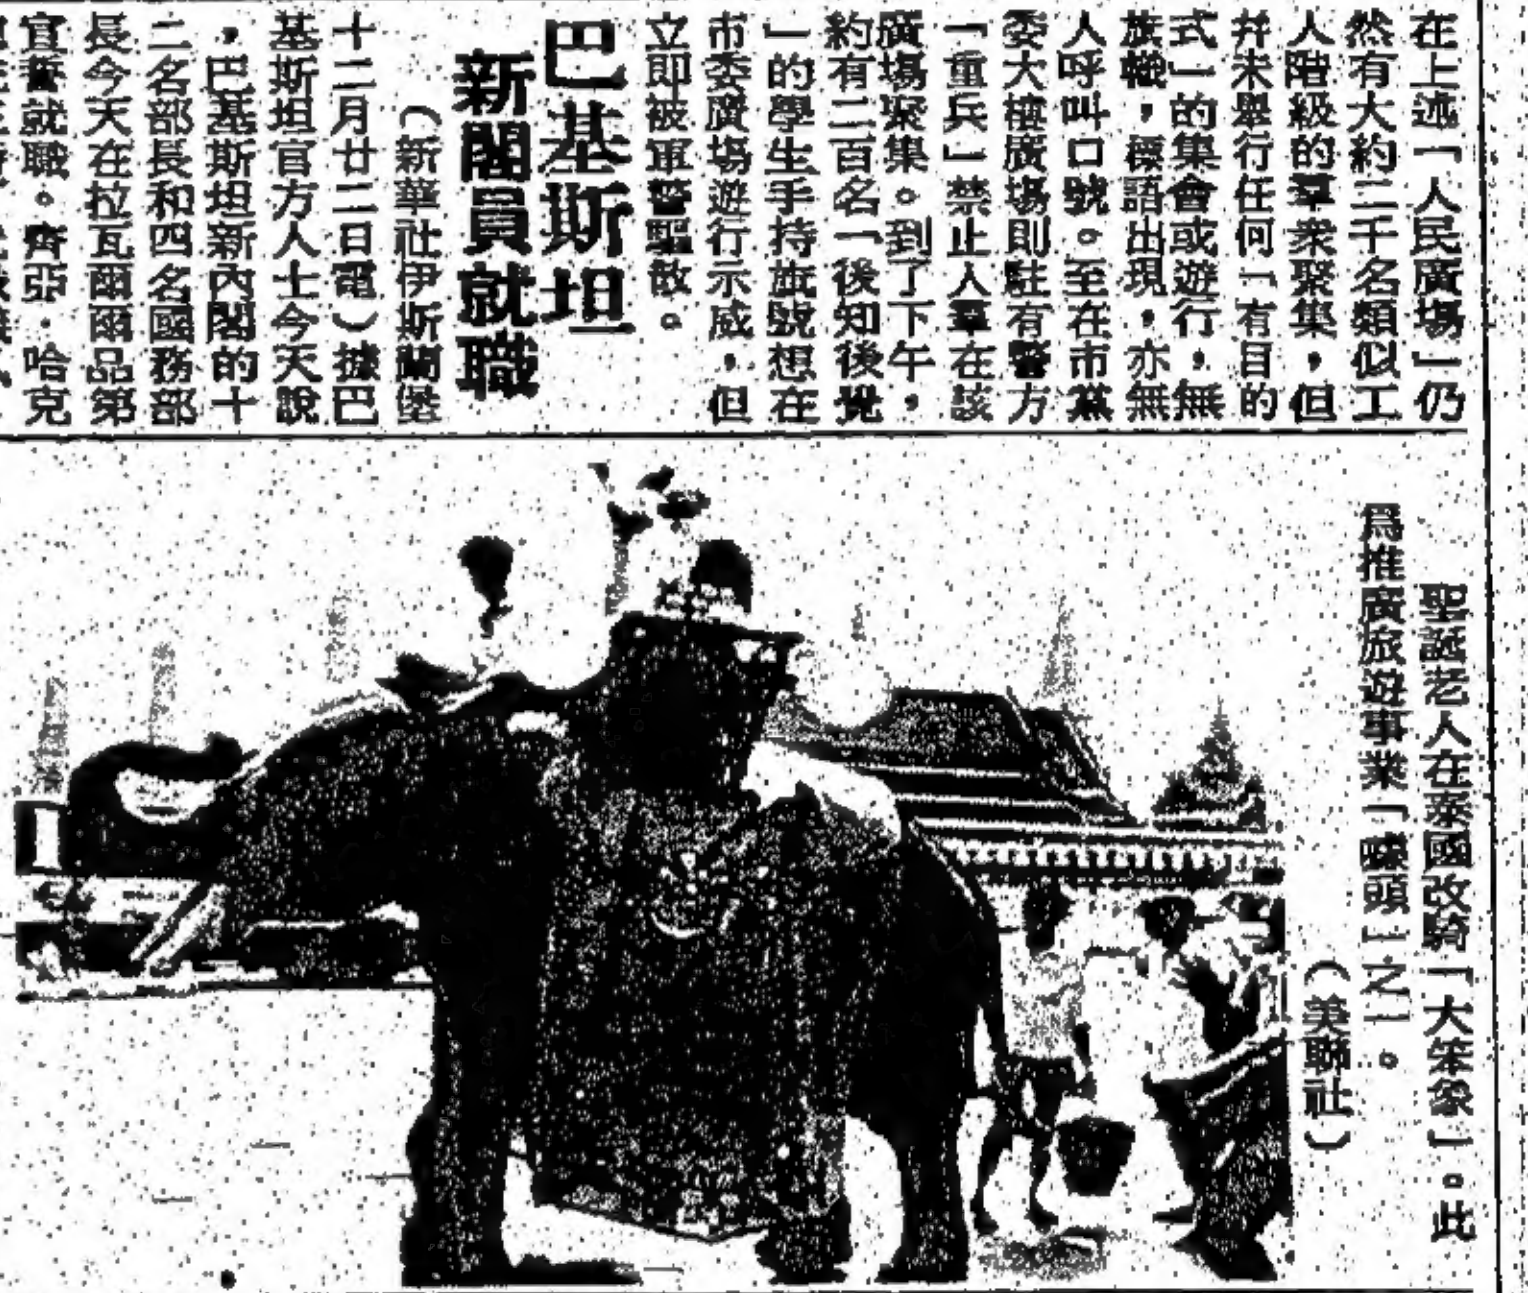 在上述「人民廣場」仍
然有大約二千名類似工
人階級的羣衆聚集，但
幷未舉行任何「有目的
式」的集會或遊行，無
旗幟，標語出現，亦無
人呼叫口號。至在市黨
委大樓廣場則駐有警方
「重兵」禁止人羣在該
廣場聚集。到了下午，
約有二百名「後知後覺
」的學生手持旗號想在
市委廣場遊行示威，但
立即被軍警驅散。
巴基斯坦
新閣員就職
（新華社伊斯蘭堡
十二月廿二日電）據巴
基斯坦官方人士今天說
，巴基斯坦新內閣的十
二名部長和四名國務部
長今天在拉瓦爾爾品第
宣誓就職。齊亞·哈克
聖誕老人在泰國改騎「大笨象」。此
爲推廣旅遊事業「噱頭」之一。
（美聯社）